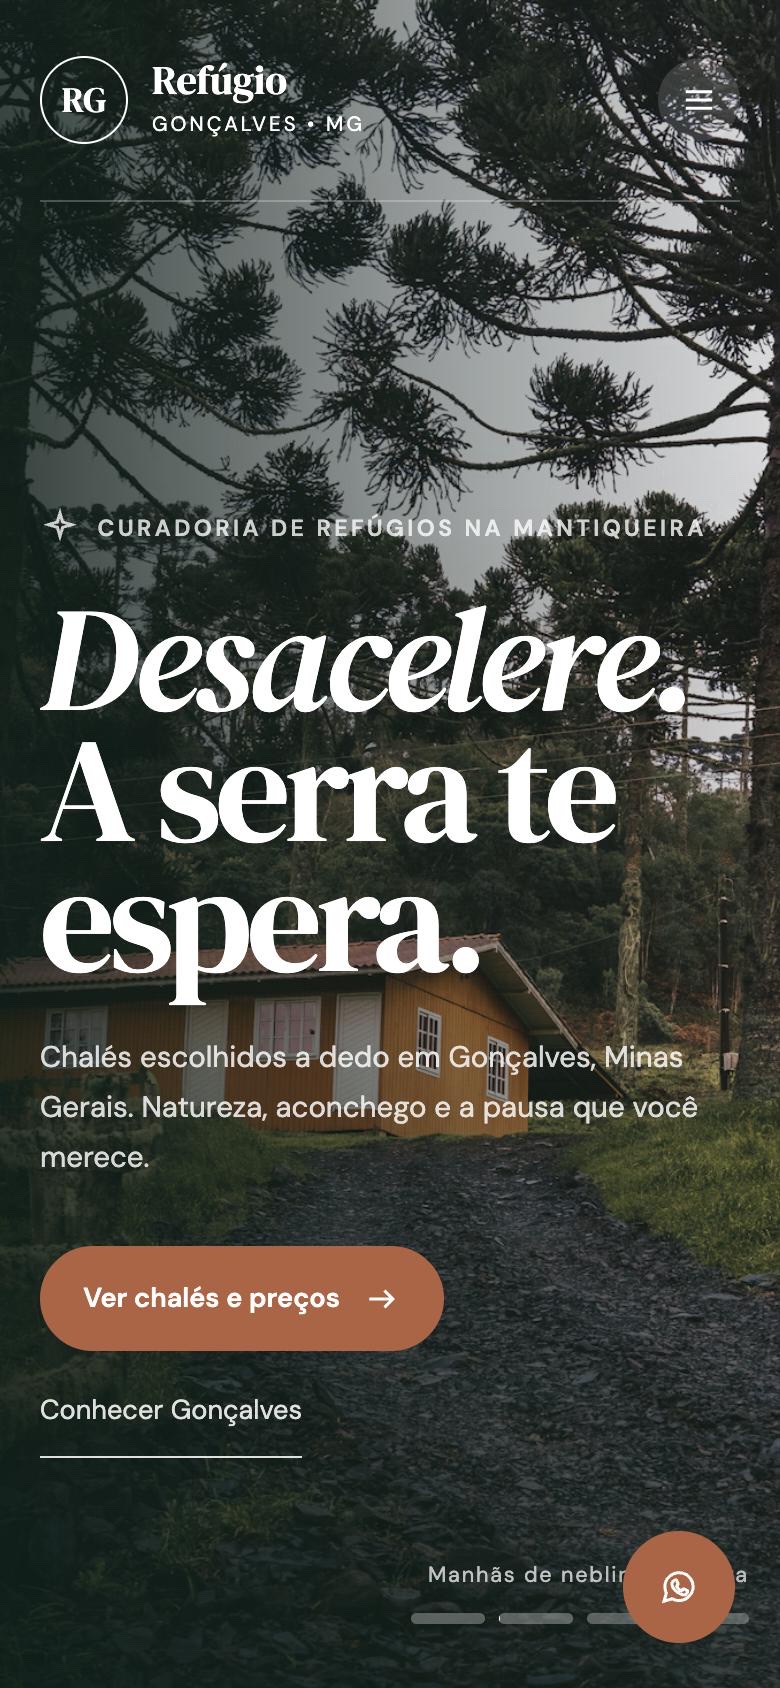 RG
Refúgio
GONÇALVES • MG
CURADORIA DE REFÚGIOS NA MANTIQUEIRA
Desacelere.
A serra te
espera.
Chalés escolhidos a dedo em Gonçalves, Minas
Gerais. Natureza, aconchego e a pausa que você
merece.
Ver chalés e preços →
Conhecer Gonçalves
Manhãs de